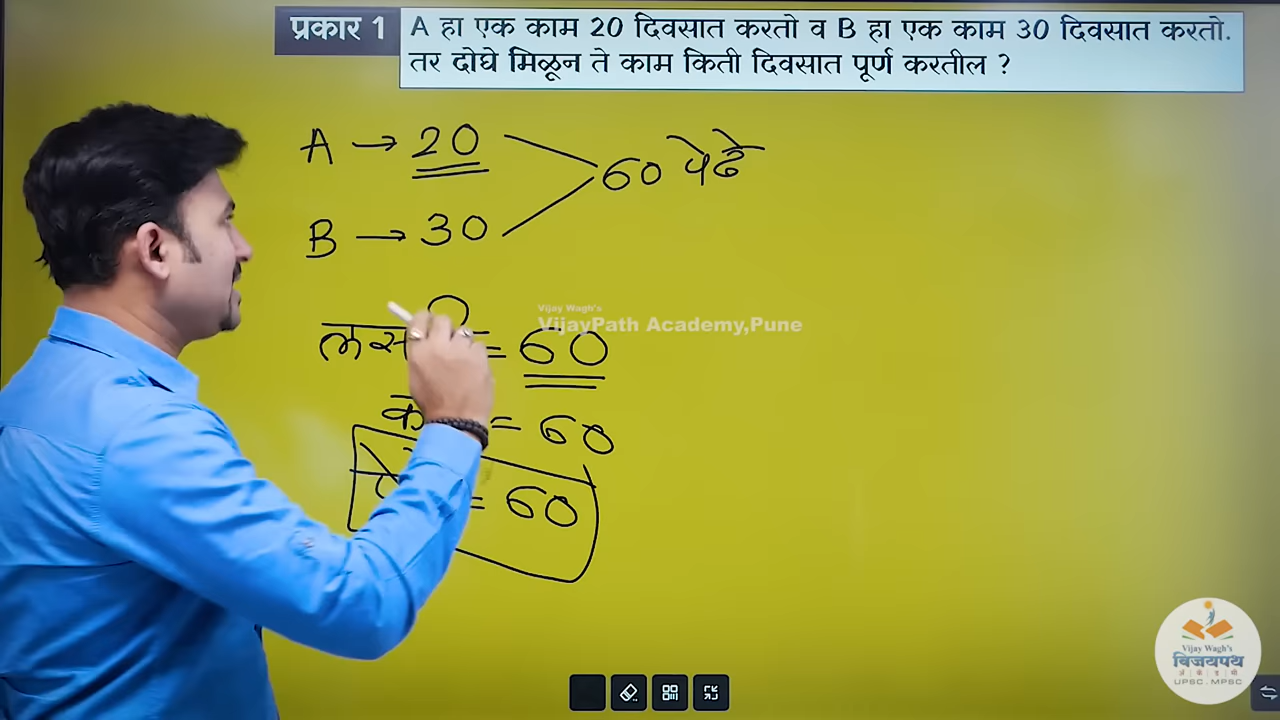 प्रकार 1
A हा एक काम 20 दिवसात करतो व B हा एक काम 30 दिवसात करतो.
तर दोघे मिळून ते काम किती दिवसात पूर्ण करतील ?
A → 20
60 पेढे
B → 30
Vijay Wagh's
VijayPath Academy,Pune
= 60
= 60
= 60
Vijay Wagh's
विजयपथ
UPSC.MPSC